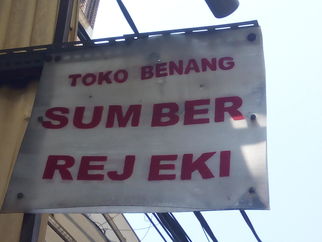 TOKO BENANG
SUMBER
REJEKI